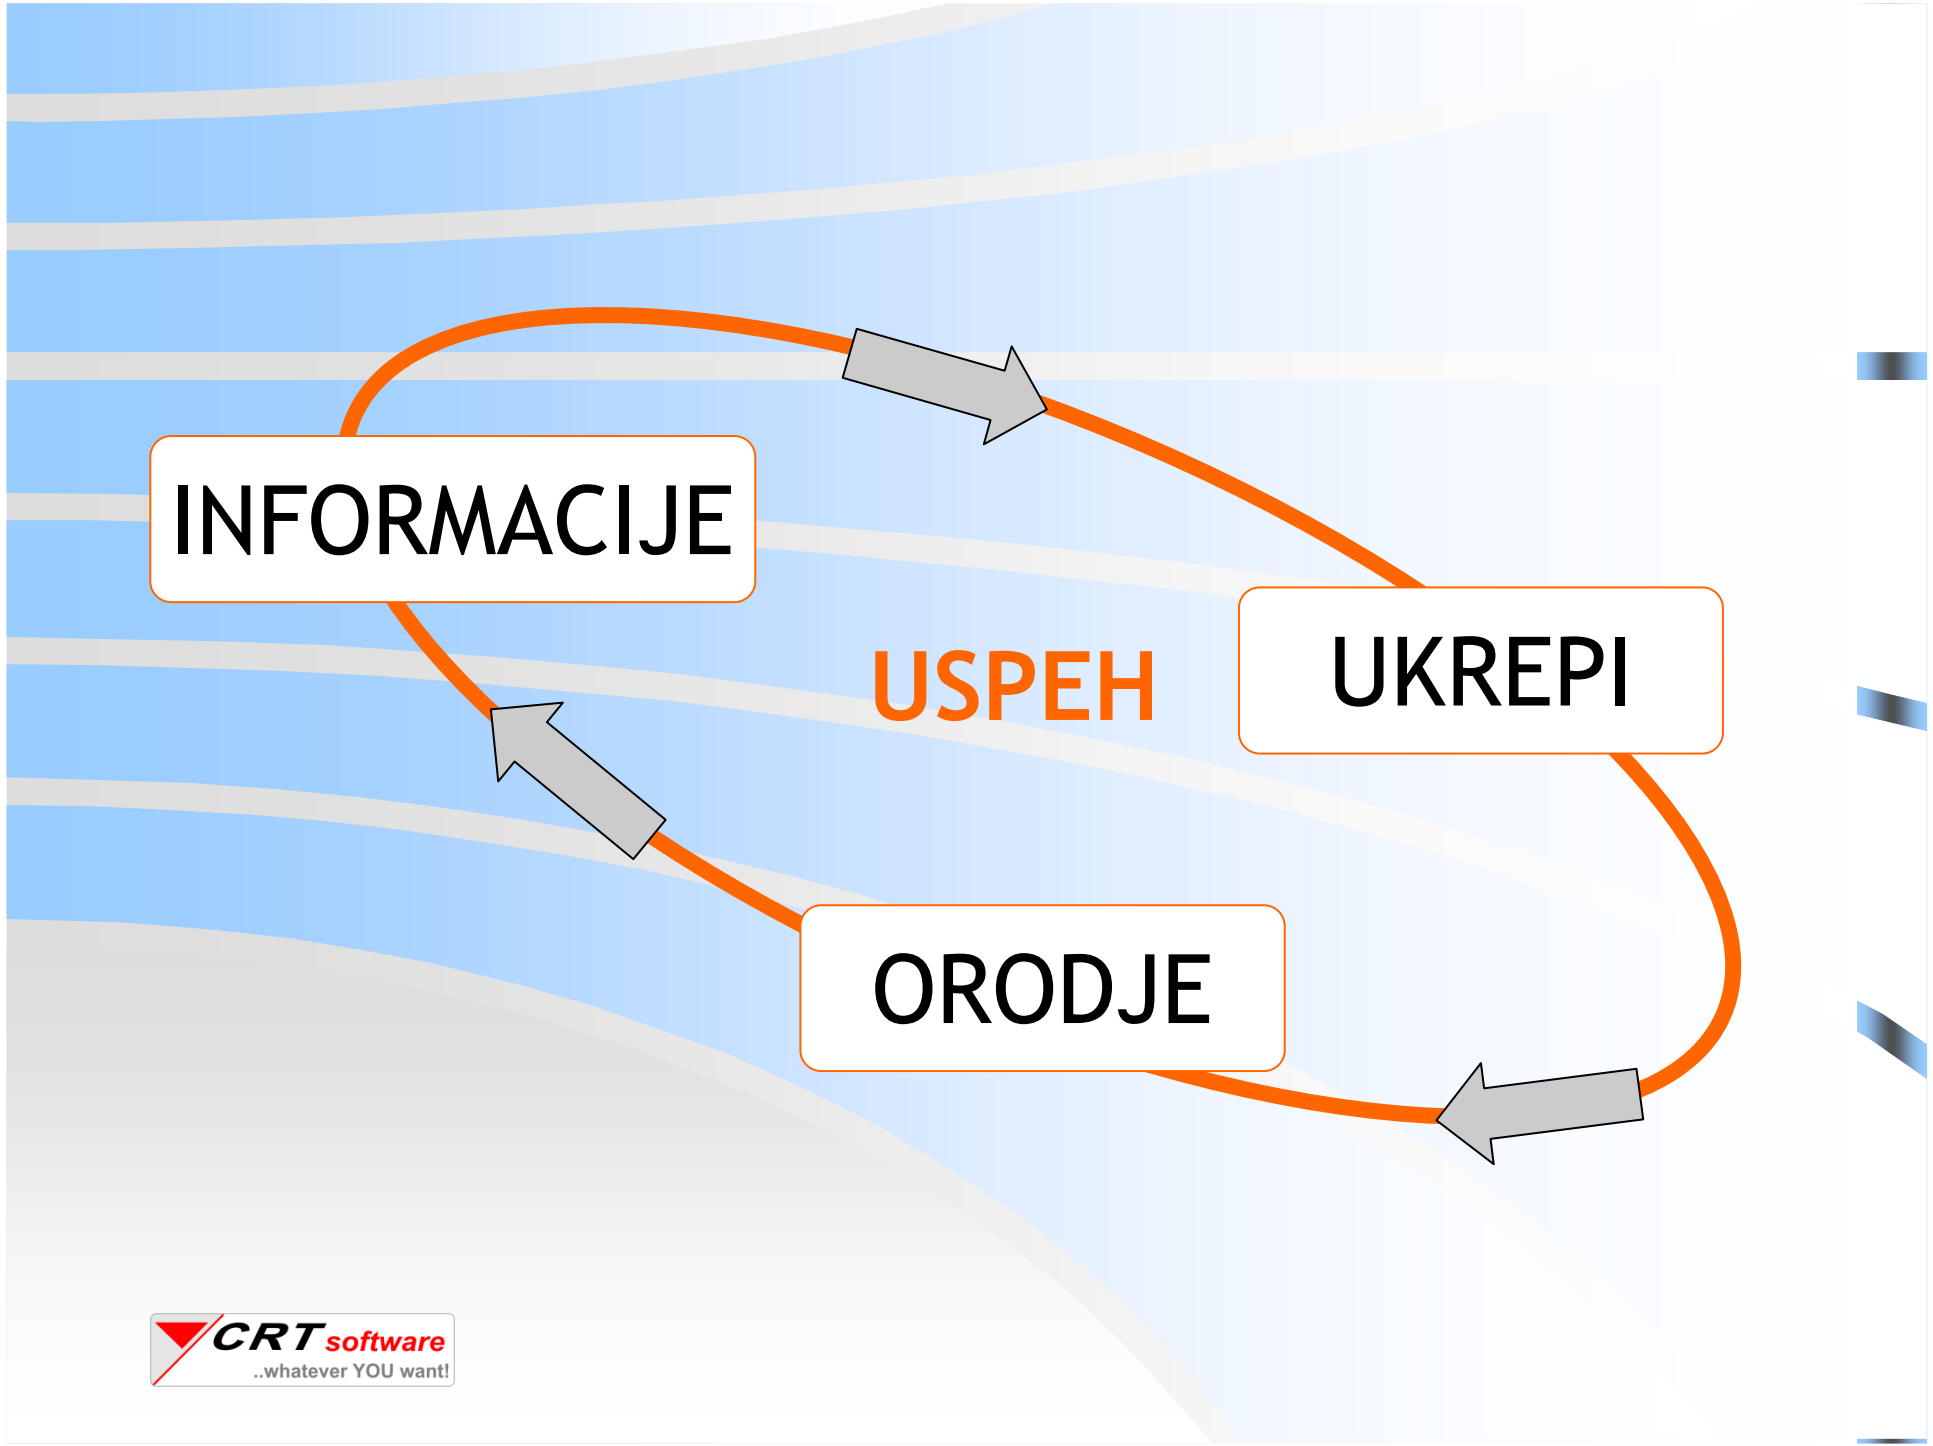 INFORMACIJE
UKREPI
USPEH
ORODJE
CRT software
..whatever YOU want!